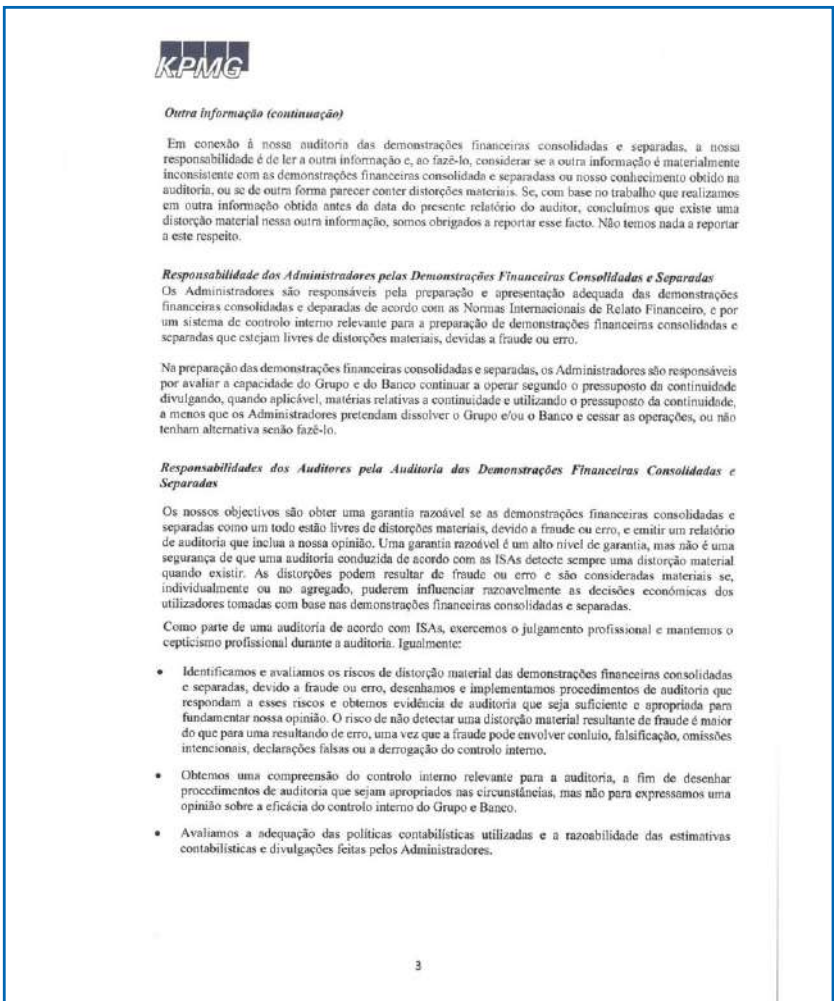 KPMG
Outra informação (continuação)
Em conexão à nossa auditoria das demonstrações financeiras consolidadas e separadas, a nossa
responsabilidade é de ler a outra informação e, ao fazê-lo, considerar se a outra informação é materialmente
inconsistente com as demonstrações financeiras consolidada e separadass ou nosso conhecimento obtido na
auditoria, ou se de outra forma parecer conter distorções materiais. Se, com base no trabalho que realizamos
em outra informação obtida antes da data do presente relatório do auditor, concluímos que existe uma
distorção material nessa outra informação, somos obrigados a reportar esse facto. Não temos nada a reportar
a este respeito.
Responsabilidade dos Administradores pelas Demonstrações Financeiras Consolidadas e Separadas
Os Administradores são responsáveis pela preparação e apresentação adequada das demonstrações
financeiras consolidadas e deparadas de acordo com as Normas Internacionais de Relato Financeiro, e por
um sistema de controlo interno relevante para a preparação de demonstrações financeiras consolidadas e
separadas que estejam livres de distorções materiais, devidas a fraude ou erro.
Na preparação das demonstrações financeiras consolidadas e separadas, os Administradores são responsáveis
por avaliar a capacidade do Grupo e do Banco continuar a operar segundo o pressuposto da continuidade
divulgando, quando aplicável, matérias relativas a continuidade e utilizando o pressuposto da continuidade,
a menos que os Administradores pretendam dissolver o Grupo e/ou o Banco e cessar as operações, ou não
tenham alternativa senão fazê-lo.
Responsabilidades dos Auditores pela Auditoria das Demonstrações Financeiras Consolidadas e
Separadas
Os nossos objectivos são obter uma garantia razoável se as demonstrações financeiras consolidadas e
separadas como um todo estão livres de distorções materiais, devido a fraude ou erro, e emitir um relatório
de auditoria que inclua a nossa opinião. Uma garantia razoável é um alto nível de garantia, mas não é uma
segurança de que uma auditoria conduzida de acordo com as ISAs detecte sempre uma distorção material
quando existir. As distorções podem resultar de fraude ou erro e são consideradas materiais se,
individualmente ou no agregado, puderem influenciar razoavelmente as decisões económicas dos
utilizadores tomadas com base nas demonstrações financeiras consolidadas e separadas.
Como parte de uma auditoria de acordo com ISAs, exercemos o julgamento profissional e mantemos o
cepticismo profissional durante a auditoria. Igualmente:
• Identificamos e avaliamos os riscos de distorção material das demonstrações financeiras consolidadas
e separadas, devido a fraude ou erro, desenhamos e implementamos procedimentos de auditoria que
respondam a esses riscos e obtemos evidência de auditoria que seja suficiente e apropriada para
fundamentar nossa opinião. O risco de não detectar uma distorção material resultante de fraude é maior
do que para uma resultando de erro, uma vez que a fraude pode envolver conluio, falsificação, omissões
intencionais, declarações falsas ou a derrogação do controlo interno.
• Obtemos uma compreensão do controlo interno relevante para a auditoria, a fim de desenhar
procedimentos de auditoria que sejam apropriados nas circunstâncias, mas não para expressamos uma
opinião sobre a eficácia do controlo interno do Grupo e Banco.
• Avaliamos a adequação das políticas contabilísticas utilizadas e a razoabilidade das estimativas
contabilísticas e divulgações feitas pelos Administradores.
3